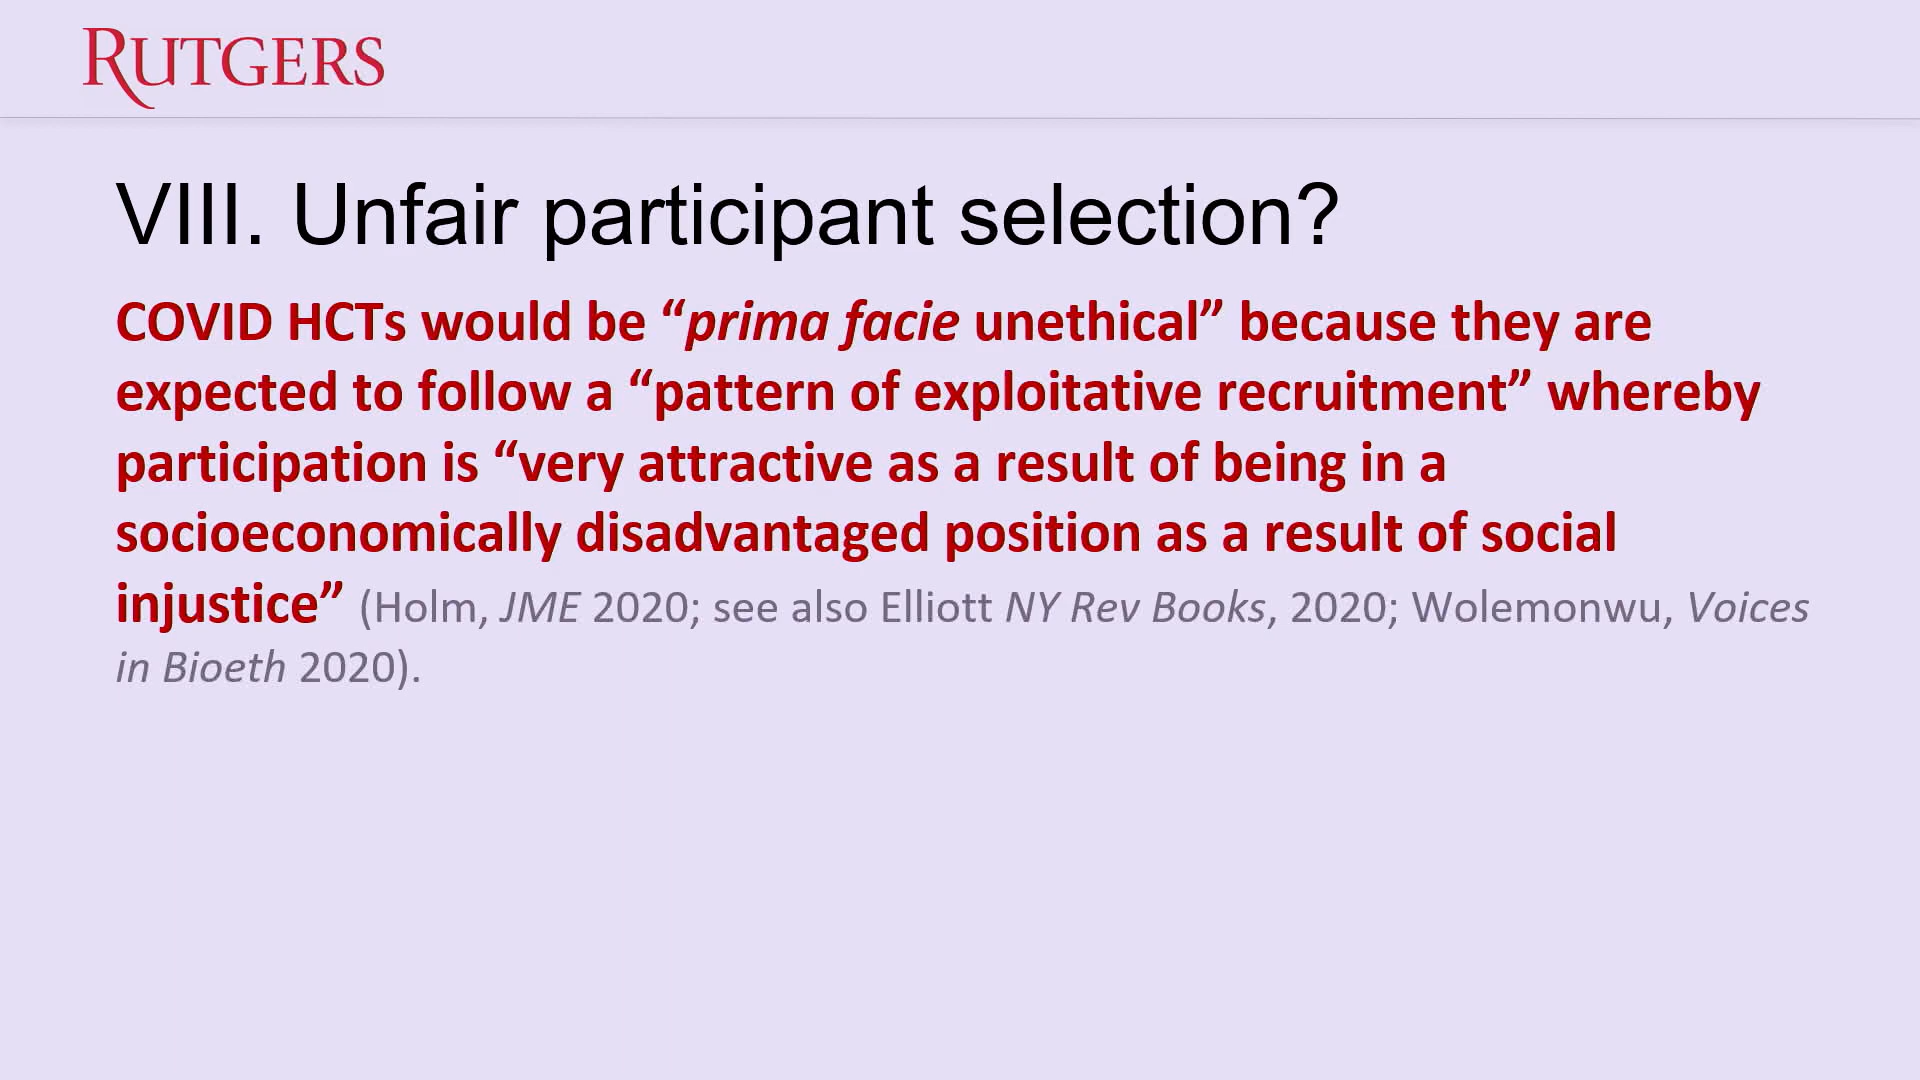 RUTGERS
VIII. Unfair participant selection?
COVID HCTs would be “prima facie unethical” because they are
expected to follow a “pattern of exploitative recruitment” whereby
participation is “very attractive as a result of being in a
socioeconomically disadvantaged position as a result of social
injustice” (Holm, JME 2020; see also Elliott NY Rev Books, 2020; Wolemonwu, Voices
in Bioeth 2020).